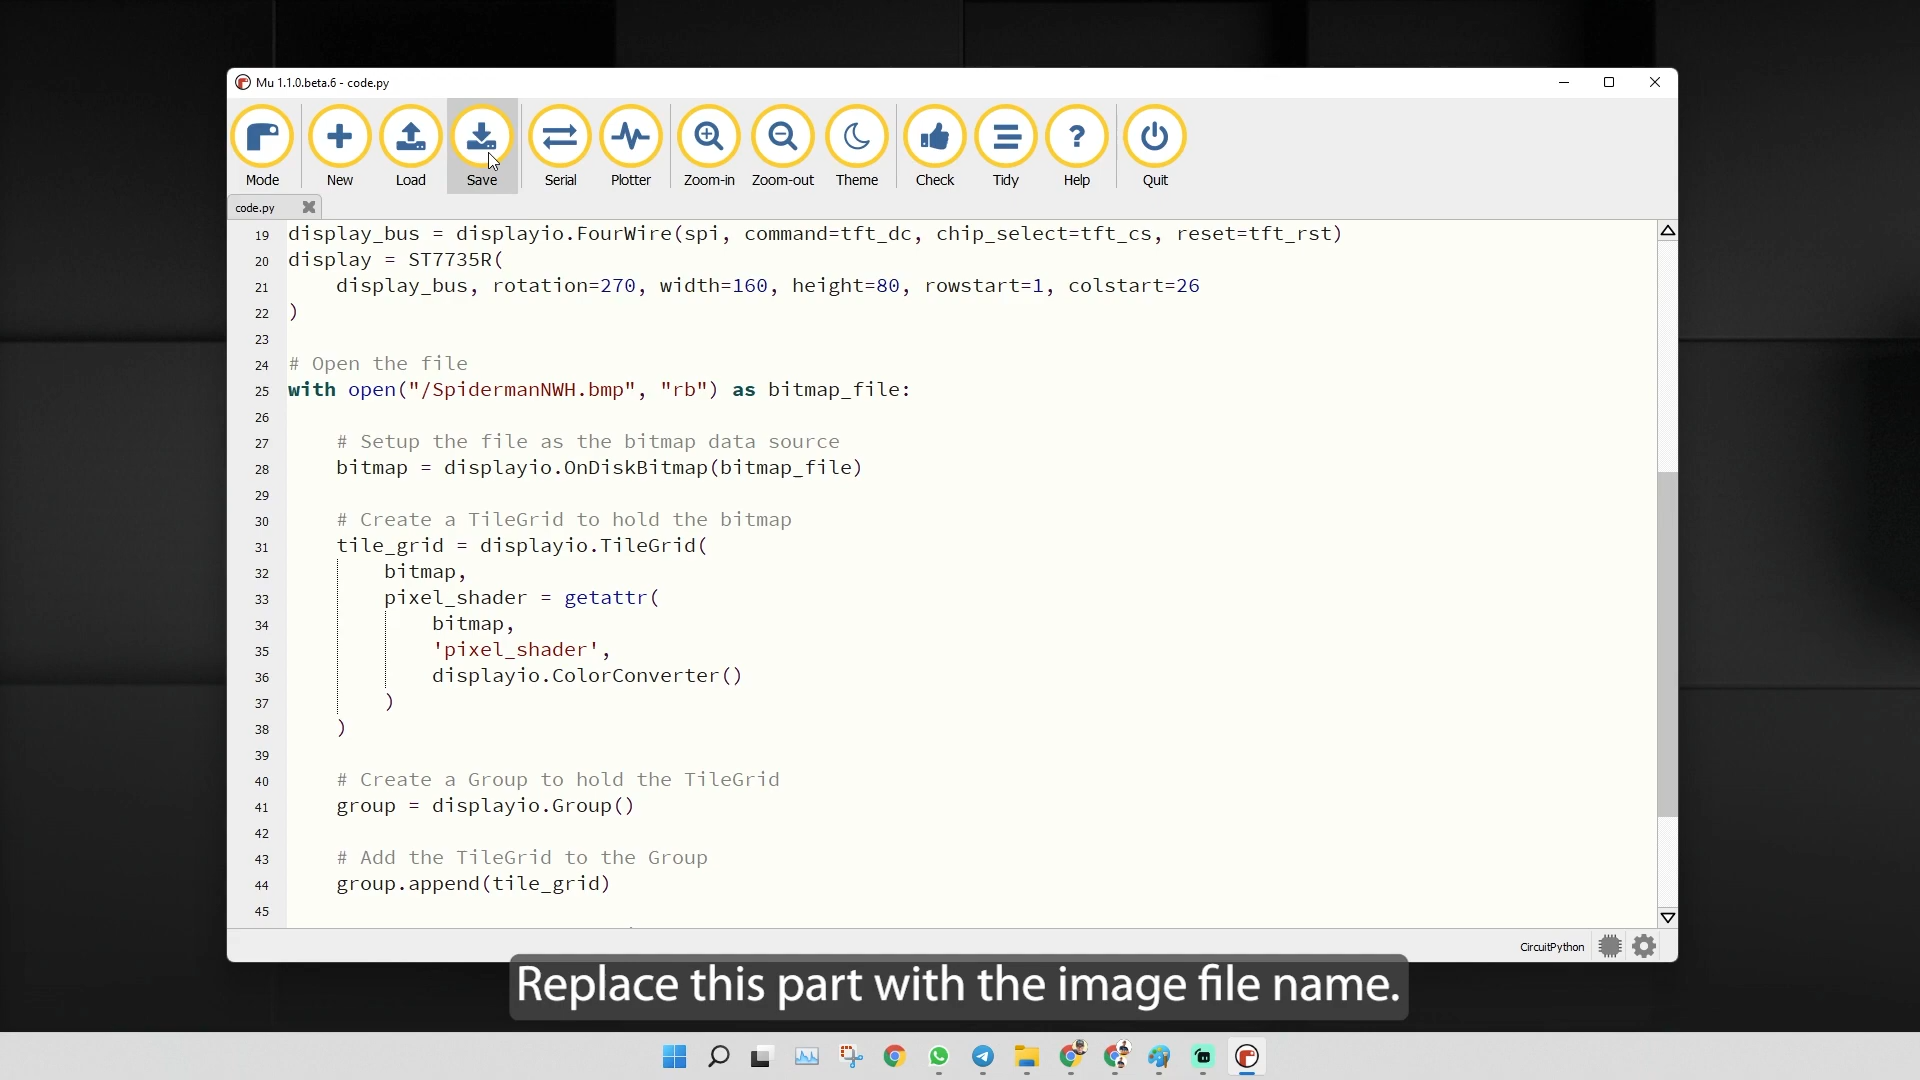 Mu 1.1.0.beta.6 - code.py
Mode New Load Save Serial Plotter Zoom-in Zoom-out Theme Check Tidy Help Quit
code.py
19 display_bus = displayio.FourWire(spi, command=tft_dc, chip_select=tft_cs, reset=tft_rst)
20 display = ST7735R(
21     display_bus, rotation=270, width=160, height=80, rowstart=1, colstart=26
22 )
23
24 # Open the file
25 with open("/SpidermanNWH.bmp", "rb") as bitmap_file:
26
27     # Setup the file as the bitmap data source
28     bitmap = displayio.OnDiskBitmap(bitmap_file)
29
30     # Create a TileGrid to hold the bitmap
31     tile_grid = displayio.TileGrid(
32         bitmap,
33         pixel_shader = getattr(
34             bitmap,
35             'pixel_shader',
36             displayio.ColorConverter()
37         )
38     )
39
40     # Create a Group to hold the TileGrid
41     group = displayio.Group()
42
43     # Add the TileGrid to the Group
44     group.append(tile_grid)
45
CircuitPython
Replace this part with the image file name.